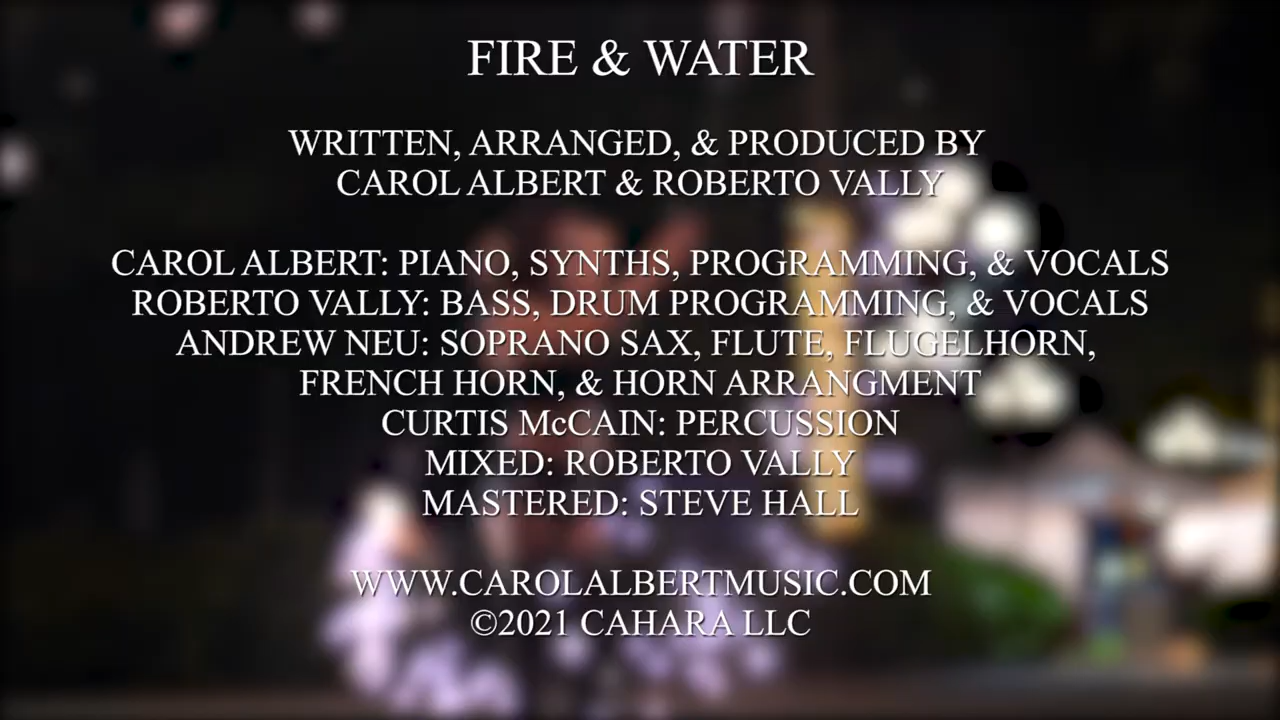 FIRE & WATER
WRITTEN, ARRANGED, & PRODUCED BY
CAROL ALBERT & ROBERTO VALLY
CAROL ALBERT: PIANO, SYNTHS, PROGRAMMING, & VOCALS
ROBERTO VALLY: BASS, DRUM PROGRAMMING, & VOCALS
ANDREW NEU: SOPRANO SAX, FLUTE, FLUGELHORN,
FRENCH HORN, & HORN ARRANGMENT
CURTIS McCAIN: PERCUSSION
MIXED: ROBERTO VALLY
MASTERED: STEVE HALL
WWW.CAROLALBERTMUSIC.COM
©2021 CAHARA LLC